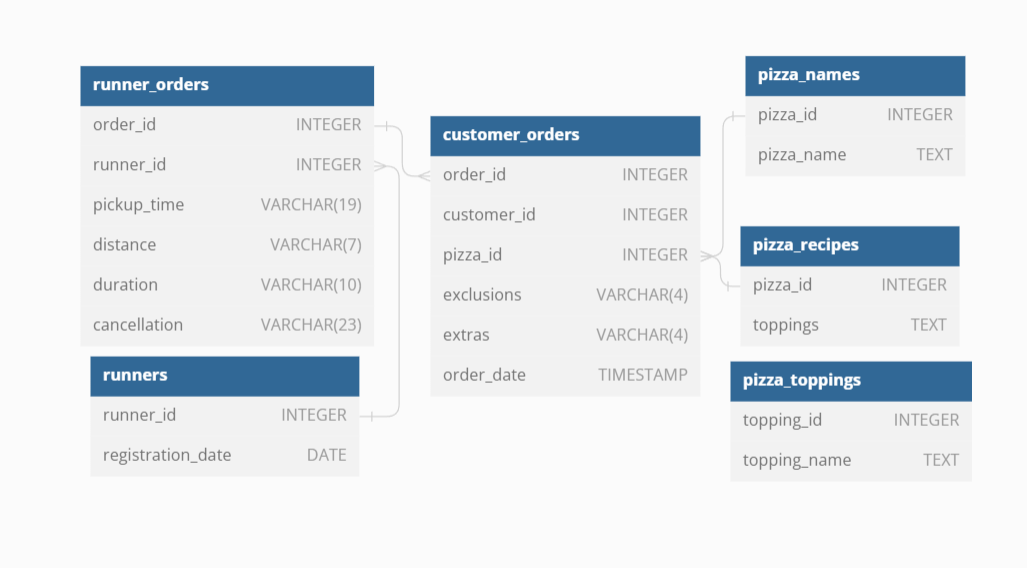 runner_orders
order_id INTEGER
runner_id INTEGER
pickup_time VARCHAR(19)
distance VARCHAR(7)
duration VARCHAR(10)
cancellation VARCHAR(23)
runners
runner_id INTEGER
registration_date DATE
customer_orders
order_id INTEGER
customer_id INTEGER
pizza_id INTEGER
exclusions VARCHAR(4)
extras VARCHAR(4)
order_date TIMESTAMP
pizza_names
pizza_id INTEGER
pizza_name TEXT
pizza_recipes
pizza_id INTEGER
toppings TEXT
pizza_toppings
topping_id INTEGER
topping_name TEXT